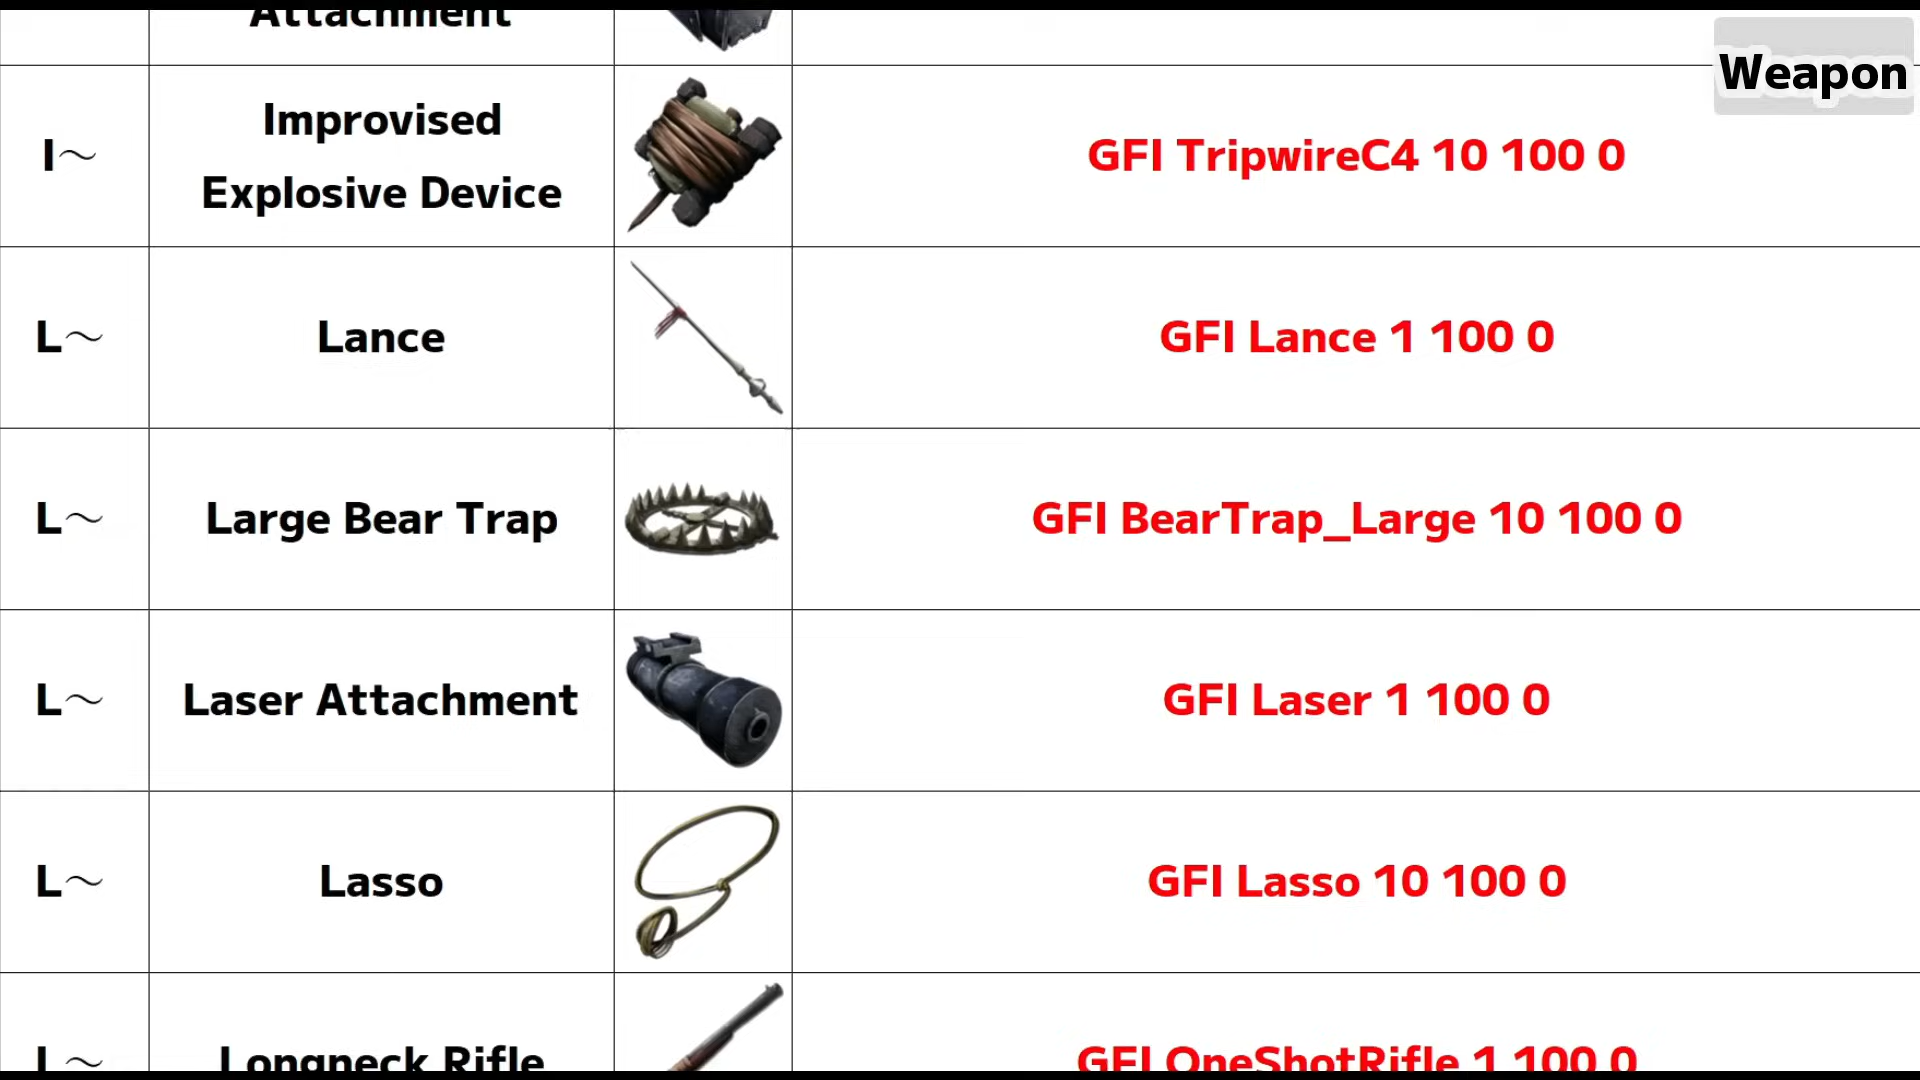 Attachment
Weapon
I～
Improvised
Explosive Device
GFI TripwireC4 10 100 0
L～
Lance
GFI Lance 1 100 0
L～
Large Bear Trap
GFI BearTrap_Large 10 100 0
L～
Laser Attachment
GFI Laser 1 100 0
L～
Lasso
GFI Lasso 10 100 0
L～
Longneck Rifle
GFI OneShotRifle 1 100 0